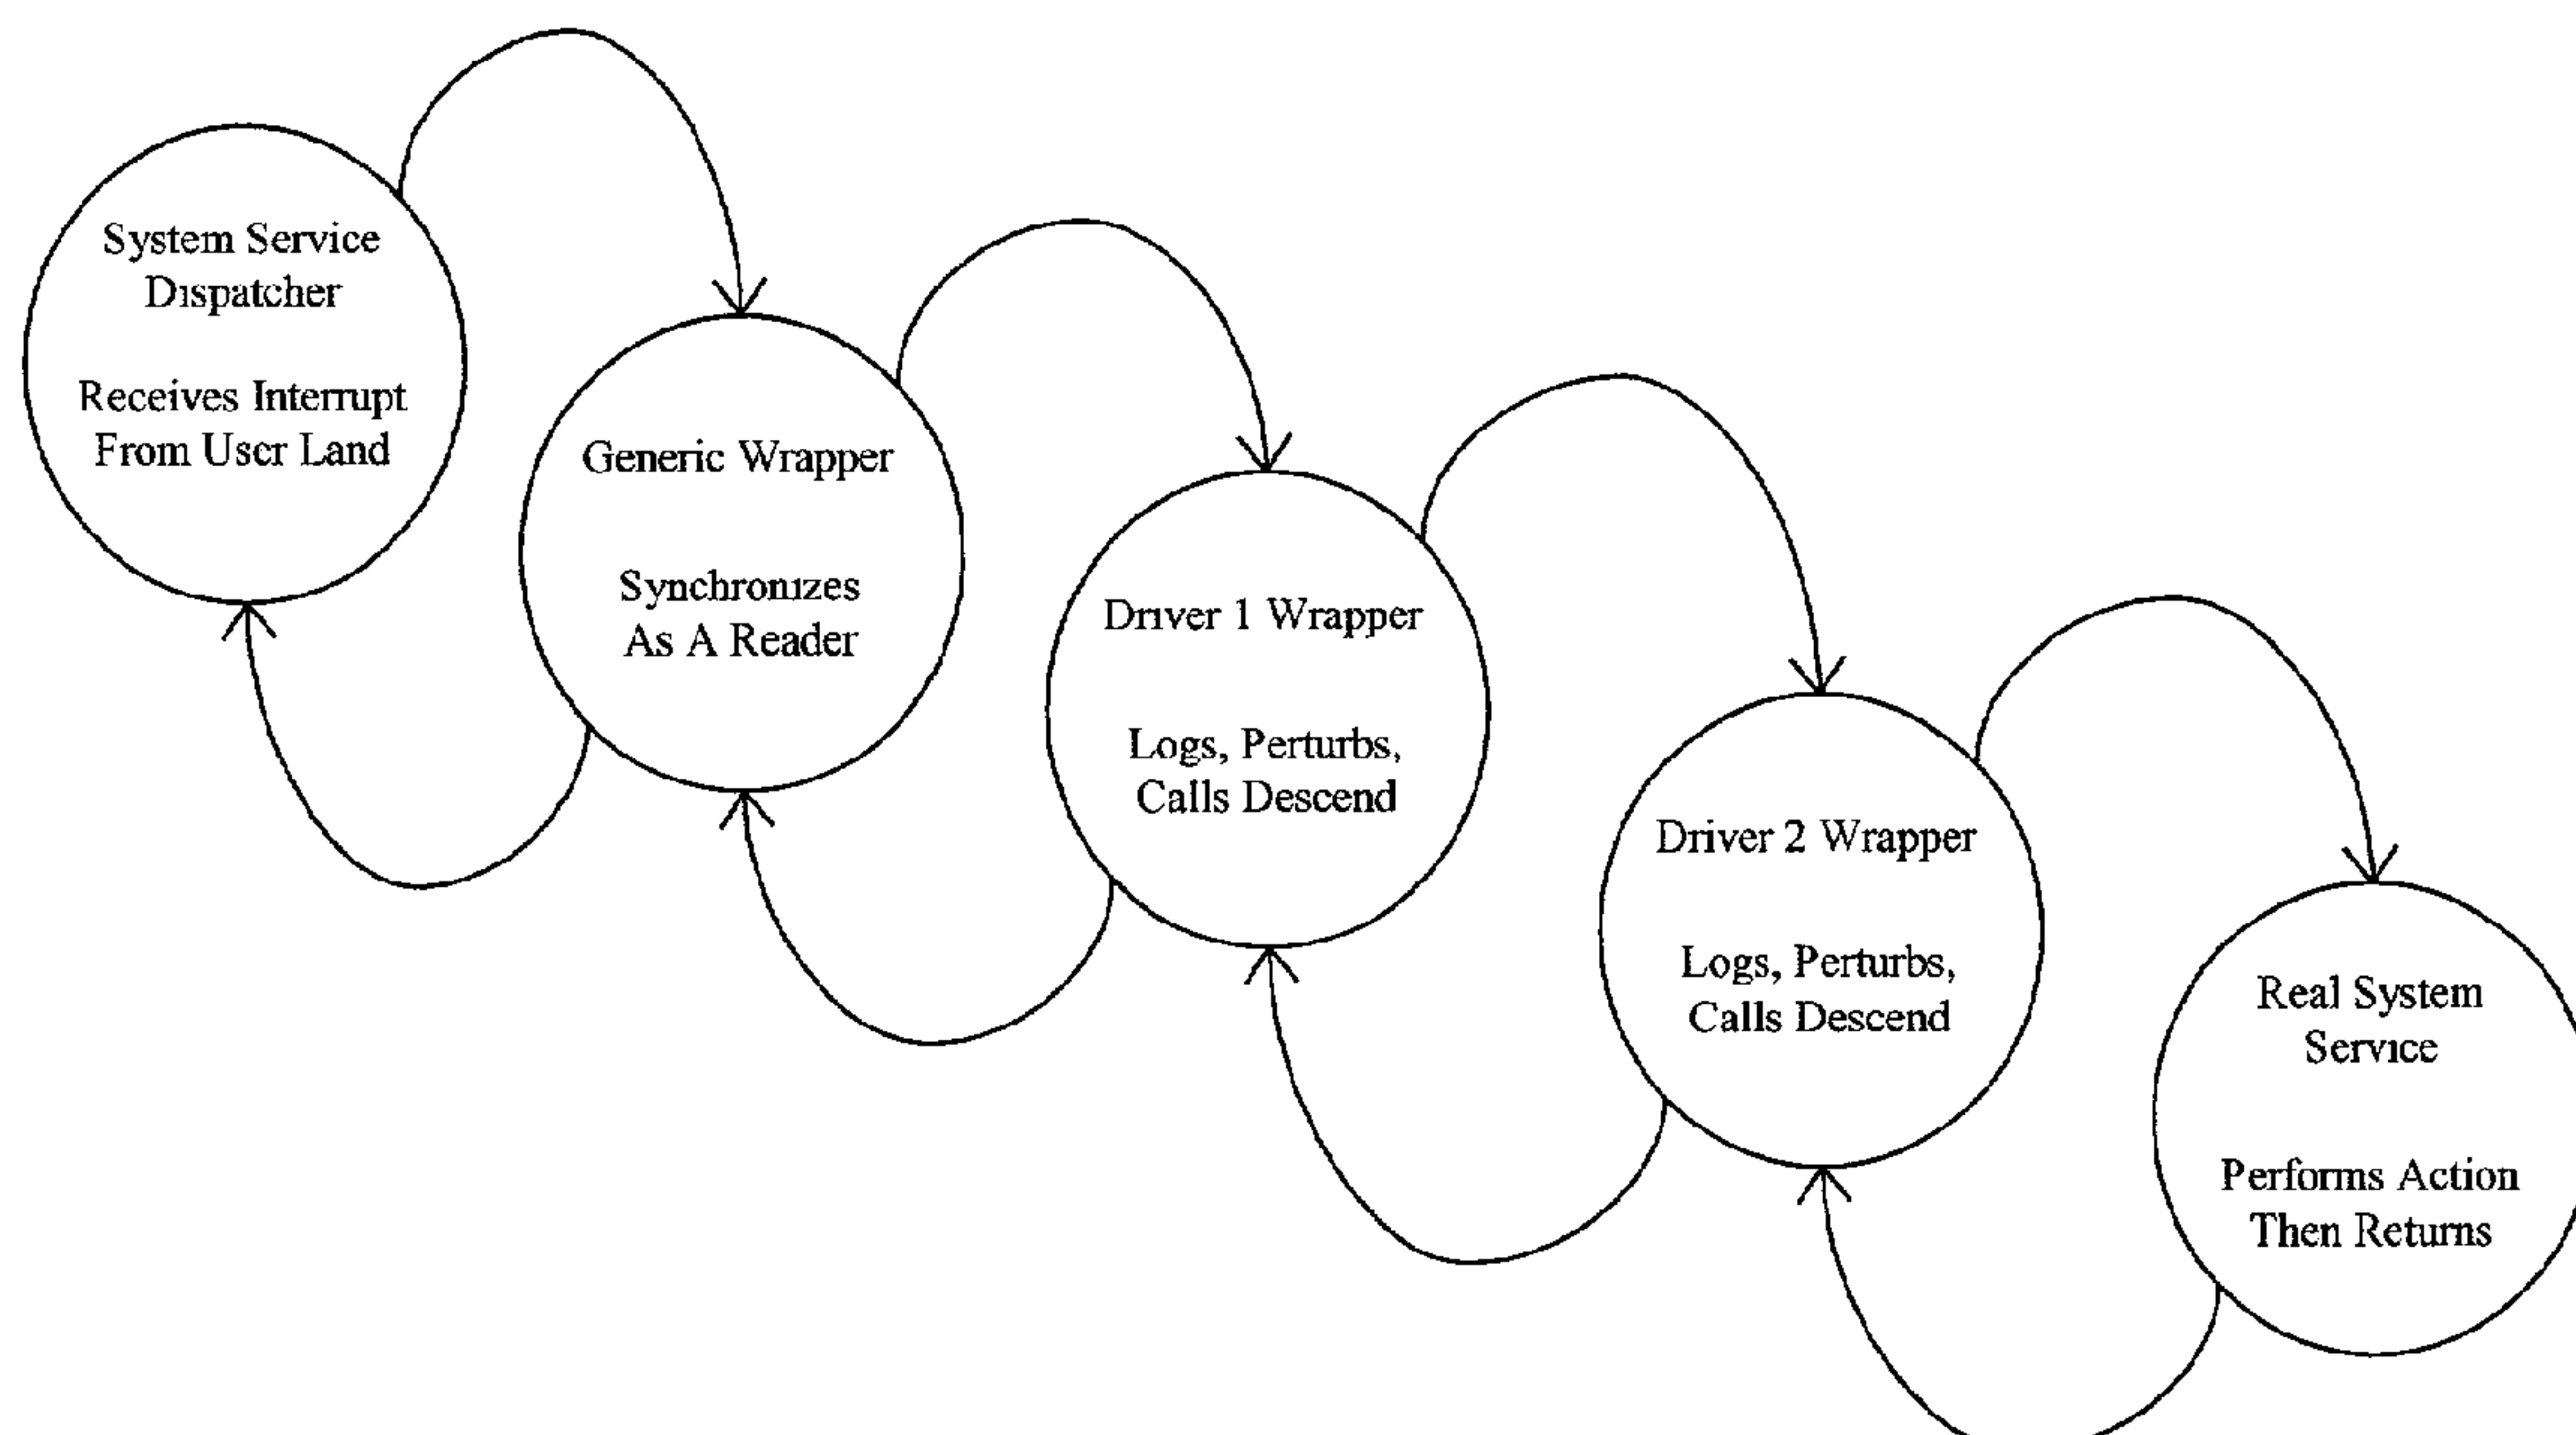 System Service
Dispatcher
Receives Interrupt
From User Land
Generic Wrapper
Synchronizes
As A Reader
Driver 1 Wrapper
Logs, Perturbs,
Calls Descend
Driver 2 Wrapper
Logs, Perturbs,
Calls Descend
Real System
Service
Performs Action
Then Returns